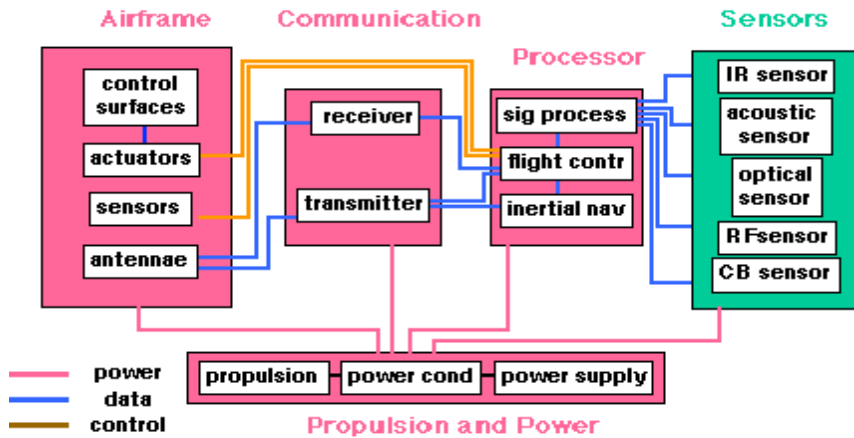 Airframe
Communication
Processor
Sensors
control
surfaces
actuators
sensors
antennae
receiver
transmitter
sig process
flight contr
inertial nav
IR sensor
acoustic
sensor
optical
sensor
RFsensor
CB sensor
propulsion
power cond
power supply
Propulsion and Power
power
data
control